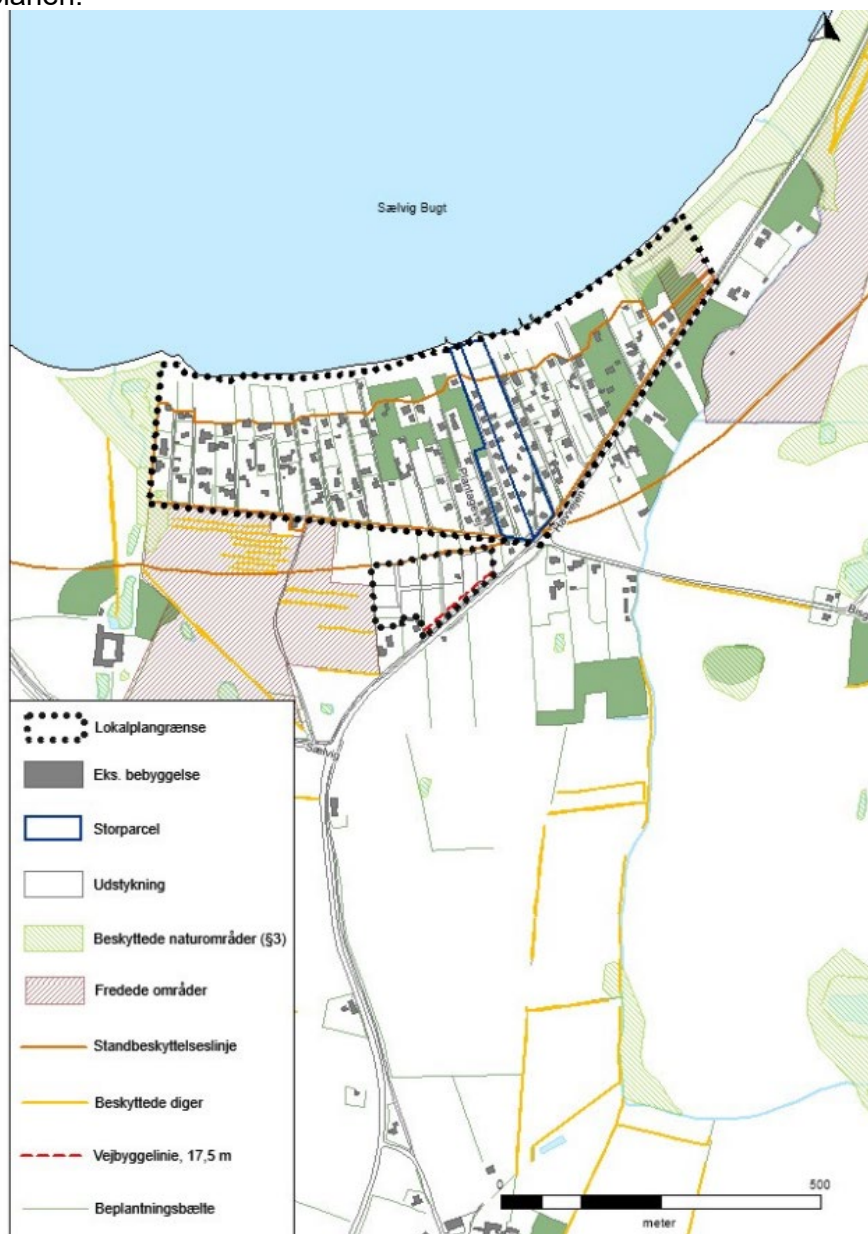 planen.
Sælvig Bugt
Plantagevej
Havvejen
Sælvig
Lokalplangrænse
Eks. bebyggelse
Storparcel
Udstykning
Beskyttede naturområder (§3)
Fredede områder
Standbeskyttelseslinje
Beskyttede diger
Vejbyggelinie, 17,5 m
Beplantningsbælte
0 500
meter